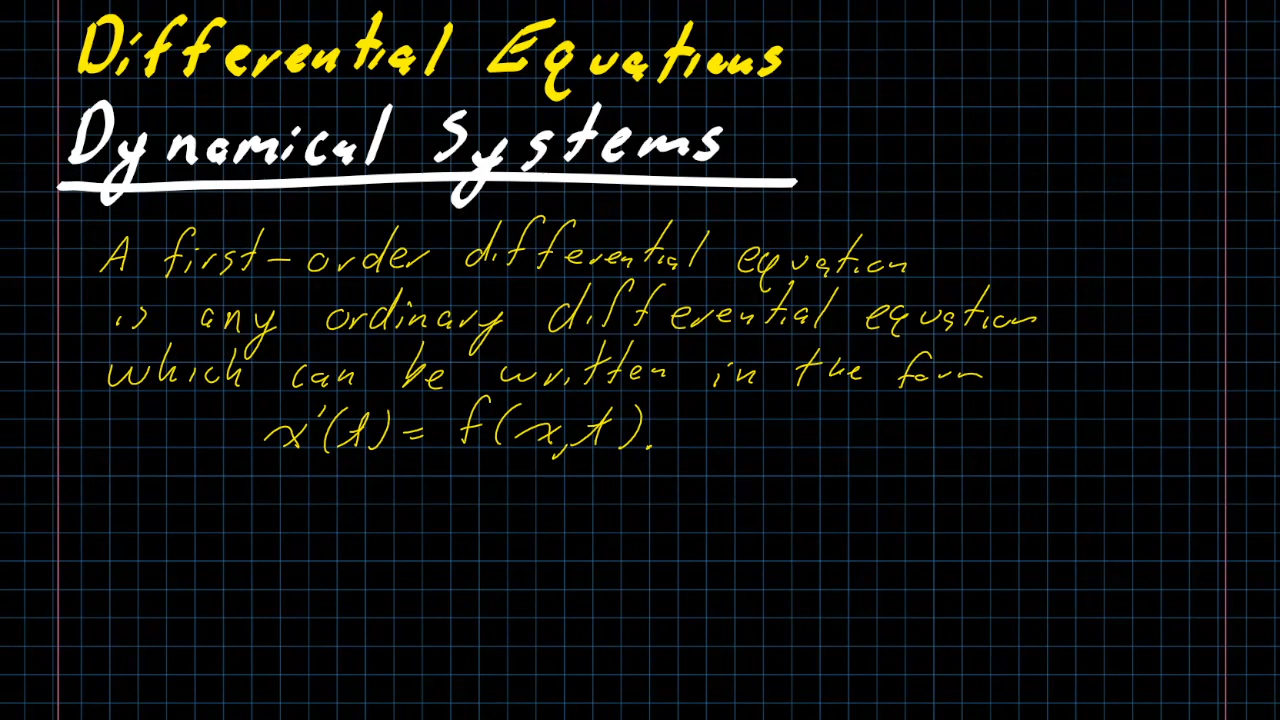 Differential Equations
Dynamical Systems
A first-order differential equation
is any ordinary differential equation
which can be written in the form
x'(t) = f(x,t).